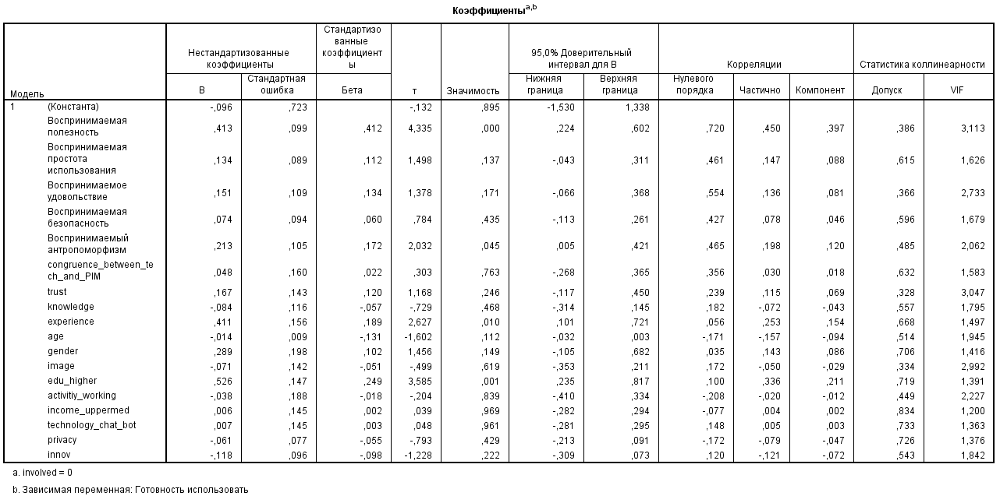 Коэффициентыa,b
Модель Нестандартизованные коэффициенты Стандартизо ванные коэффициент ы т Значимость 95,0% Доверительный интервал для B Корреляции Статистика коллинеарности
B Стандартная ошибка Бета Нижняя граница Верхняя граница Нулевого порядка Частично Компонент Допуск VIF
1 (Константа) -,096 ,723 -,132 ,895 -1,530 1,338
Воспринимаемая полезность ,413 ,099 ,412 4,335 ,000 ,224 ,602 ,720 ,450 ,397 ,386 3,113
Воспринимаемая простота использования ,134 ,089 ,112 1,498 ,137 -,043 ,311 ,461 ,147 ,088 ,615 1,626
Воспринимаемое удовольствие ,151 ,109 ,134 1,378 ,171 -,066 ,368 ,554 ,136 ,081 ,366 2,733
Воспринимаемая безопасность ,074 ,094 ,060 ,784 ,435 -,113 ,261 ,427 ,078 ,046 ,596 1,679
Воспринимаемый антропоморфизм ,213 ,105 ,172 2,032 ,045 ,005 ,421 ,465 ,198 ,120 ,485 2,062
congruence_between_te ch_and_PIM ,048 ,160 ,022 ,303 ,763 -,268 ,365 ,356 ,030 ,018 ,632 1,583
trust ,167 ,143 ,120 1,168 ,246 -,117 ,450 ,239 ,115 ,069 ,328 3,047
knowledge -,084 ,116 -,057 -,729 ,468 -,314 ,145 ,182 -,072 -,043 ,557 1,795
experience ,411 ,156 ,189 2,627 ,010 ,101 ,721 ,056 ,253 ,154 ,668 1,497
age -,014 ,009 -,131 -1,602 ,112 -,032 ,003 -,171 -,157 -,094 ,514 1,945
gender ,289 ,198 ,102 1,456 ,149 -,105 ,682 ,035 ,143 ,086 ,706 1,416
image -,071 ,142 -,051 -,499 ,619 -,353 ,211 ,172 -,050 -,029 ,334 2,992
edu_higher ,526 ,147 ,249 3,585 ,001 ,235 ,817 ,100 ,336 ,211 ,719 1,391
activitiy_working -,038 ,188 -,018 -,204 ,839 -,410 ,334 -,208 -,020 -,012 ,449 2,227
income_uppermed ,006 ,145 ,002 ,039 ,969 -,282 ,294 -,077 ,004 ,002 ,834 1,200
technology_chat_bot ,007 ,145 ,003 ,048 ,961 -,281 ,295 ,148 ,005 ,003 ,733 1,363
privacy -,061 ,077 -,055 -,793 ,429 -,213 ,091 -,172 -,079 -,047 ,726 1,376
innov -,118 ,096 -,098 -1,228 ,222 -,309 ,073 ,120 -,121 -,072 ,543 1,842
a. involved = 0
b. Зависимая переменная: Готовность использовать